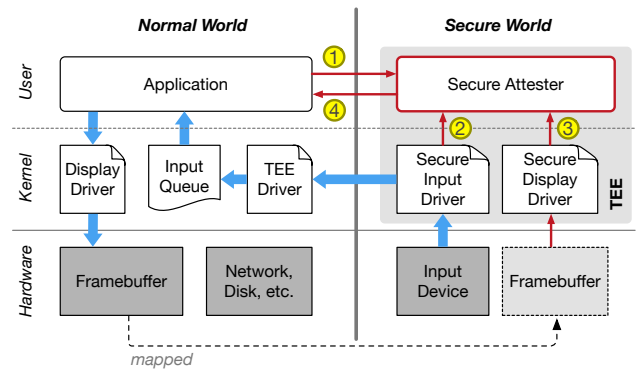 Normal World
Secure World
User
Application
1
4
Secure Attester
2
3
Kernel
Display
Driver
Input
Queue
TEE
Driver
Secure
Input
Driver
Secure
Display
Driver
TEE
Hardware
Framebuffer
Network,
Disk, etc.
Input
Device
Framebuffer
mapped